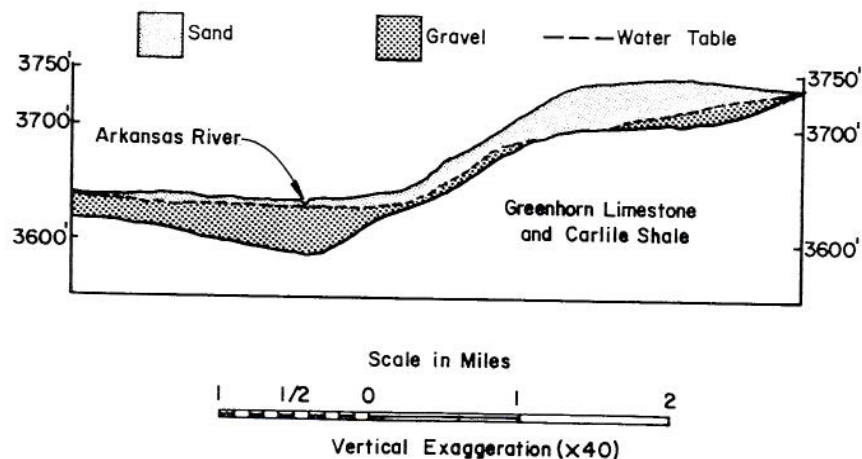 Sand Gravel Water Table
3750' 3750'
3700' 3700'
Arkansas River
Greenhorn Limestone
and Carlile Shale
3600' 3600'
Scale in Miles
1 1/2 0 1 2
Vertical Exaggeration (×40)